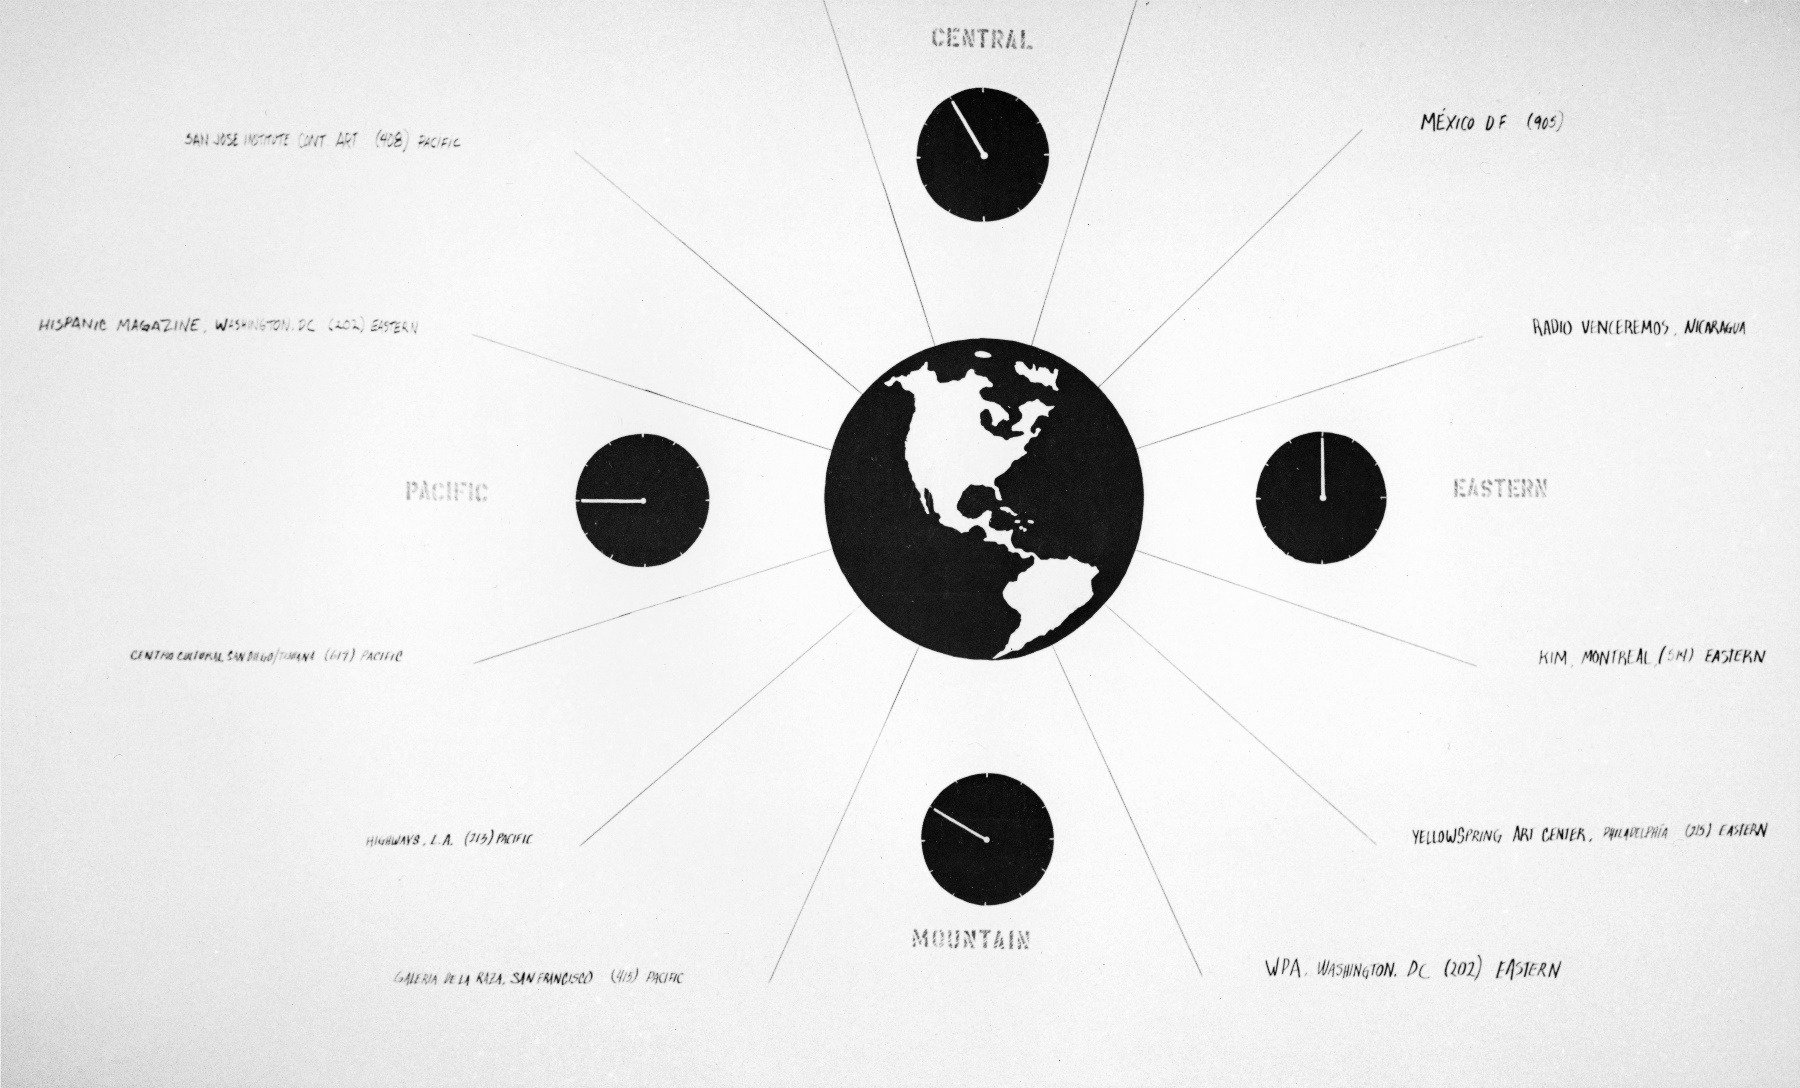 CENTRAL
SAN JOSE INSTITUTE CONT. ART (408) PACIFIC
MÉXICO D.F. (905)
HISPANIC MAGAZINE, WASHINGTON, DC (202) EASTERN
RADIO VENCEREMOS, NICARAGUA
PACIFIC
EASTERN
CENTRO CULTURAL SAN DIEGO/TIJUANA (619) PACIFIC
KIM, MONTREAL, (514) EASTERN
HIGHWAYS, L.A. (213) PACIFIC
YELLOWSPRING ART CENTER, PHILADELPHIA (215) EASTERN
MOUNTAIN
GALERIA DE LA RAZA, SAN FRANCISCO (415) PACIFIC
WPA, WASHINGTON, DC (202) EASTERN